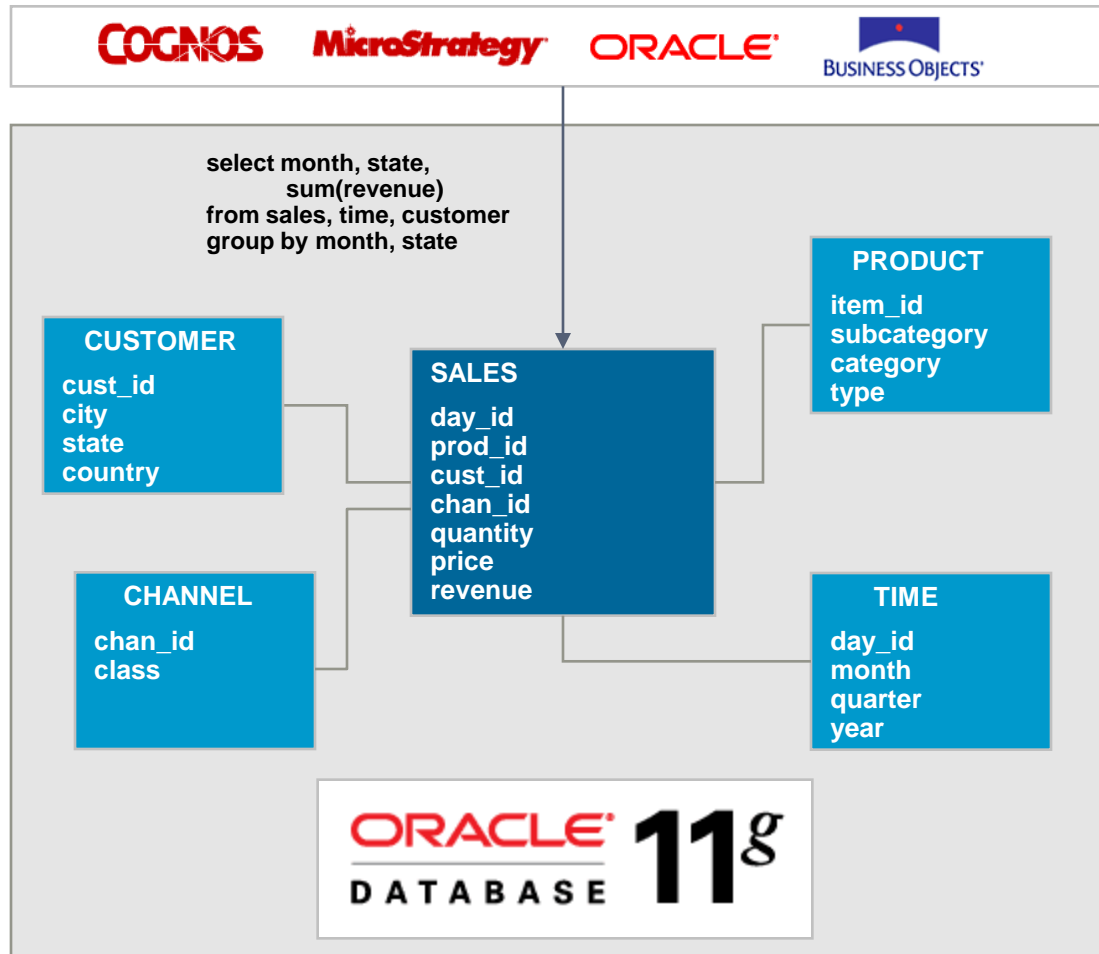 COGNOS
MicroStrategy
ORACLE
BUSINESS OBJECTS
select month, state,
sum(revenue)
from sales, time, customer
group by month, state
PRODUCT
item_id
subcategory
category
type
CUSTOMER
cust_id
city
state
country
SALES
day_id
prod_id
cust_id
chan_id
quantity
price
revenue
CHANNEL
chan_id
class
TIME
day_id
month
quarter
year
ORACLE 11g
DATABASE